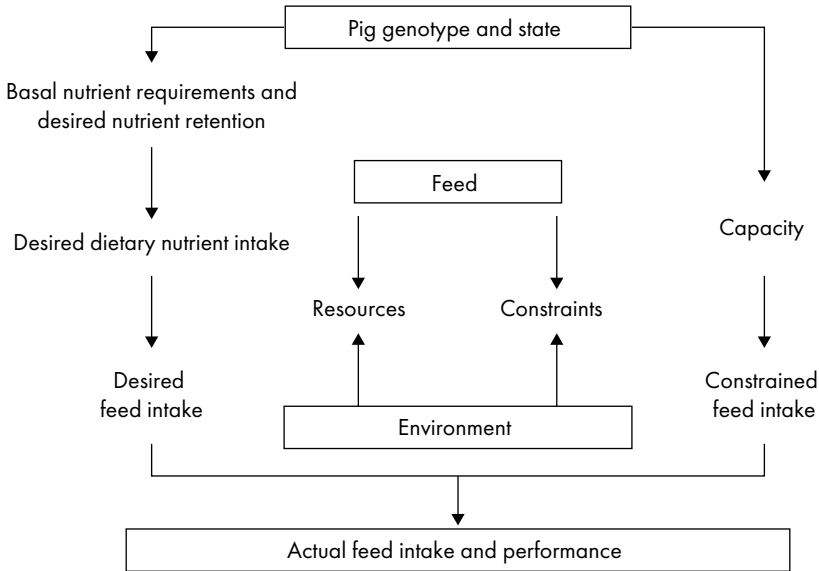 Pig genotype and state
Basal nutrient requirements and
desired nutrient retention
Feed
Desired dietary nutrient intake
Capacity
Resources
Constraints
Desired
feed intake
Constrained
feed intake
Environment
Actual feed intake and performance